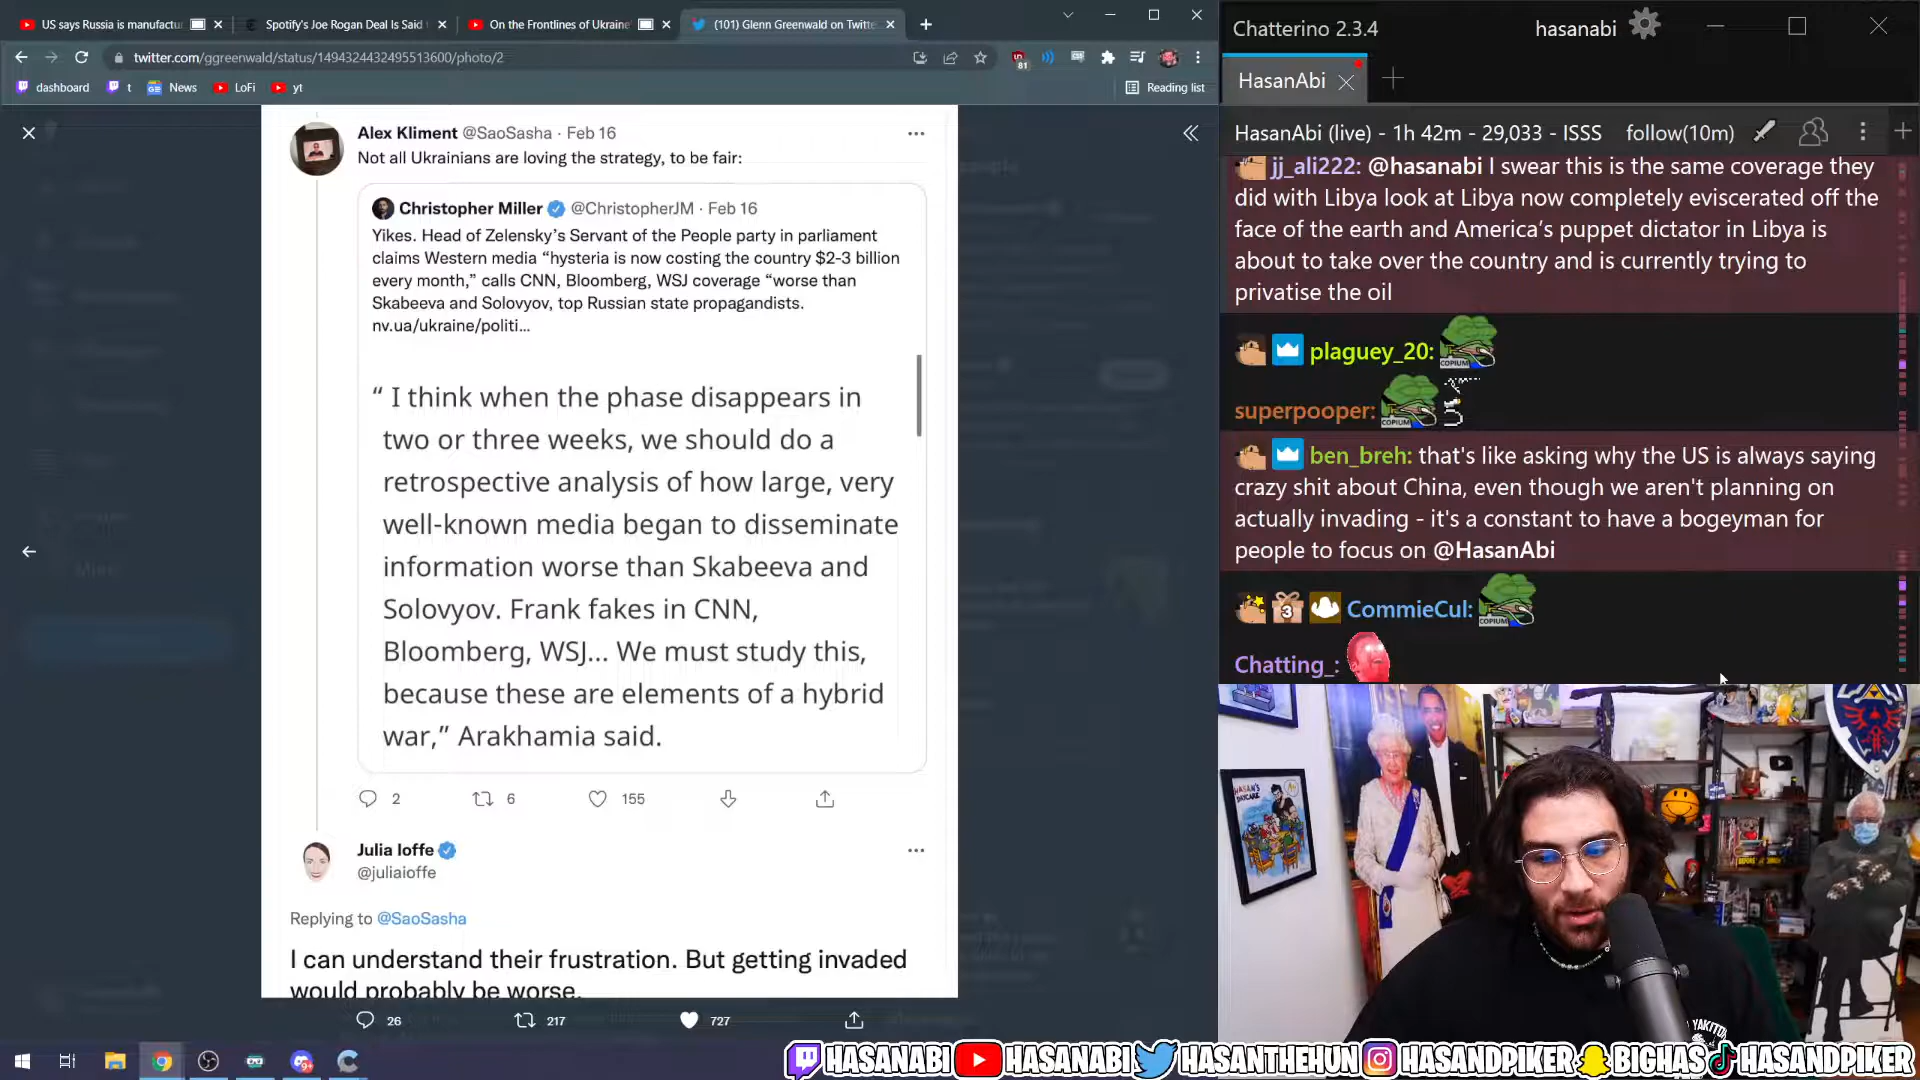 US says Russia is manufactu
Spotify's Joe Rogan Deal Is Said
On the Frontlines of Ukraine
(101) Glenn Greenwald on Twitte
twitter.com/ggreenwald/status/1494324432495513600/photo/2
81
dashboard
t
News
LoFi
yt
Reading list
Alex Kliment @SaoSasha · Feb 16
Not all Ukrainians are loving the strategy, to be fair:
Christopher Miller @ChristopherJM · Feb 16
Yikes. Head of Zelensky's Servant of the People party in parliament
claims Western media “hysteria is now costing the country $2-3 billion
every month,” calls CNN, Bloomberg, WSJ coverage “worse than
Skabeeva and Solovyov, top Russian state propagandists.
nv.ua/ukraine/politi...
“ I think when the phase disappears in
two or three weeks, we should do a
retrospective analysis of how large, very
well-known media began to disseminate
information worse than Skabeeva and
Solovyov. Frank fakes in CNN,
Bloomberg, WSJ... We must study this,
because these are elements of a hybrid
war,” Arakhamia said.
2
6
155
Julia Ioffe
@juliaioffe
Replying to @SaoSasha
I can understand their frustration. But getting invaded
would probably be worse.
26
217
727
Chatterino 2.3.4
hasanabi
HasanAbi
HasanAbi (live) - 1h 42m - 29,033 - ISSS
follow(10m)
jj_ali222: @hasanabi I swear this is the same coverage they
did with Libya look at Libya now completely eviscerated off the
face of the earth and America’s puppet dictator in Libya is
about to take over the country and is currently trying to
privatise the oil
plaguey_20:
COPIUM
superpooper:
COPIUM
ben_breh: that's like asking why the US is always saying
crazy shit about China, even though we aren't planning on
actually invading - it's a constant to have a bogeyman for
people to focus on @HasanAbi
3
CommieCul:
COPIUM
Chatting_:
HASAN'S
DAYCARE
YAKITORI
HASANABI
HASANABI
HASANTHEHUN
HASANDPIKER
BIGHAS
HASANDPIKER